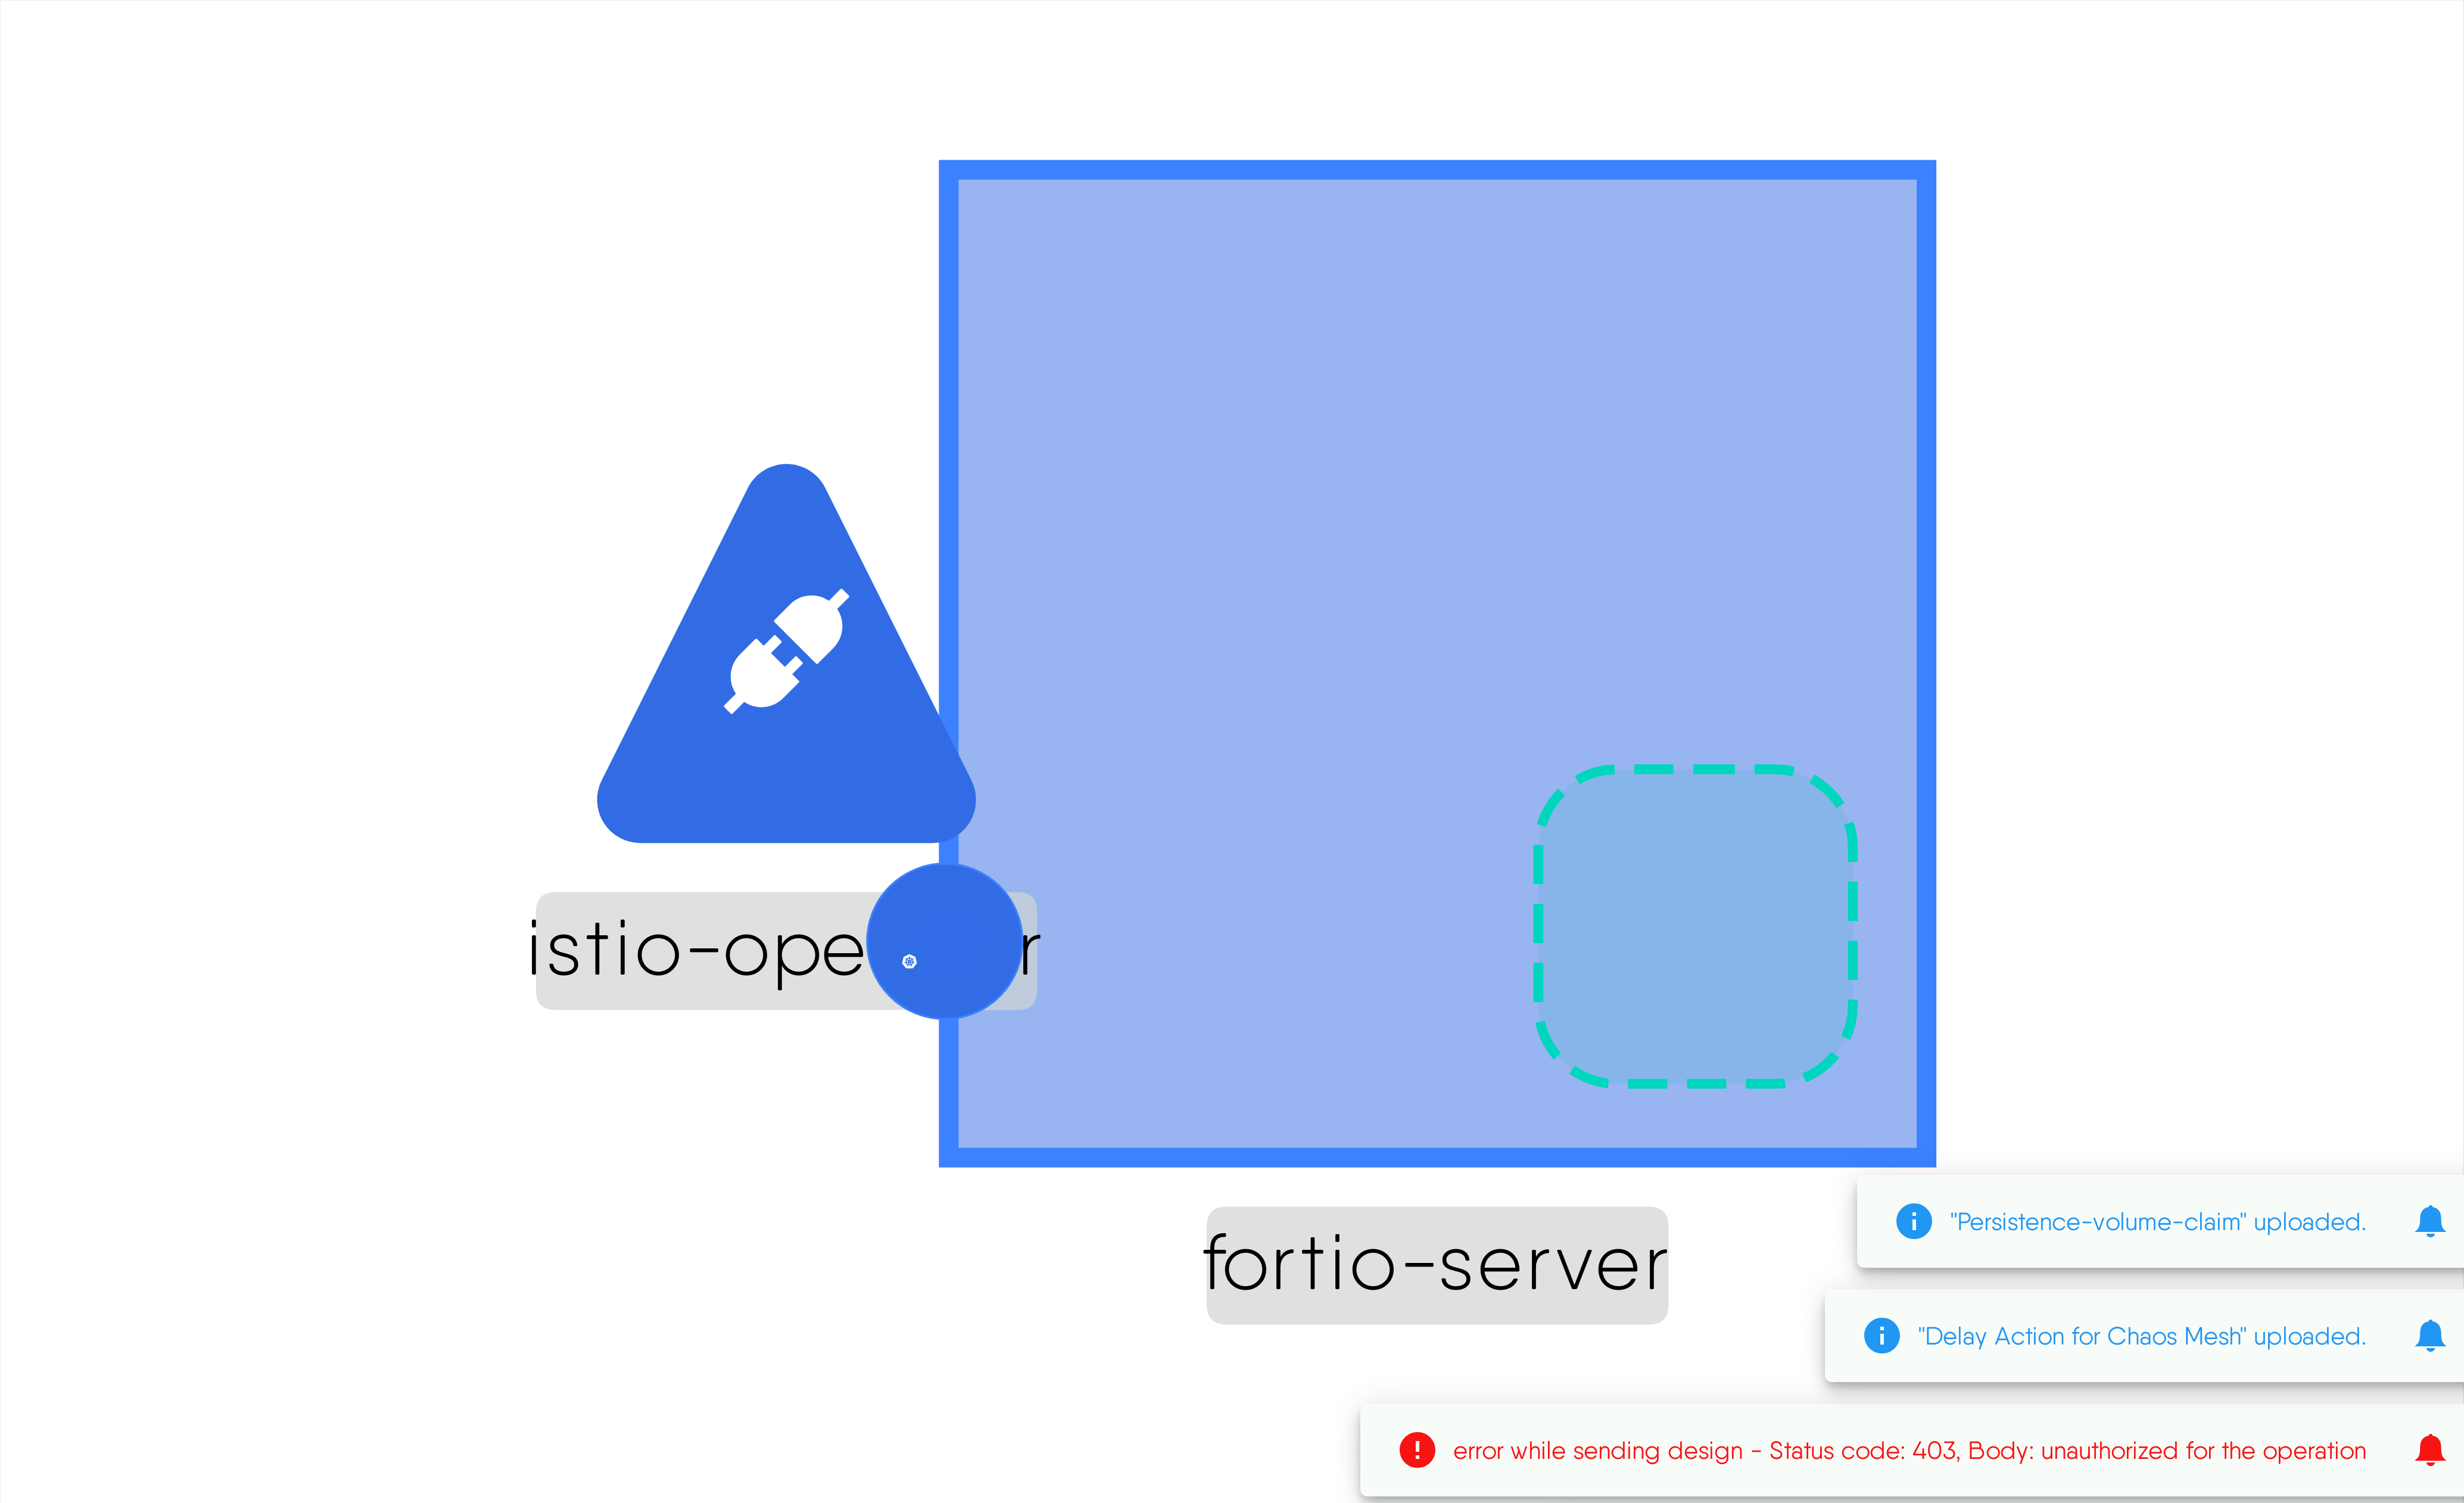 istio-ope r
fortio-server
"Persistence-volume-claim" uploaded.
"Delay Action for Chaos Mesh" uploaded.
error while sending design - Status code: 403, Body: unauthorized for the operation